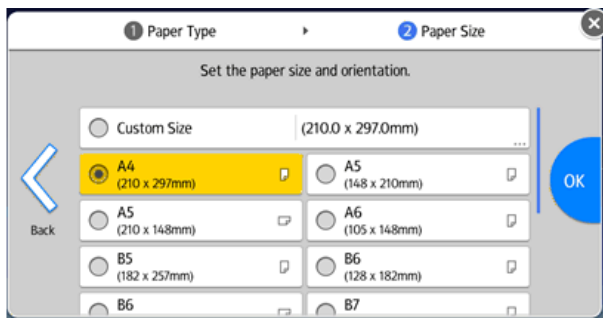 1 Paper Type
2 Paper Size
Set the paper size and orientation.
Custom Size (210.0 x 297.0mm)
...
A4
(210 x 297mm)
A5
(148 x 210mm)
A5
(210 x 148mm)
A6
(105 x 148mm)
B5
(182 x 257mm)
B6
(128 x 182mm)
B6
B7
Back
OK